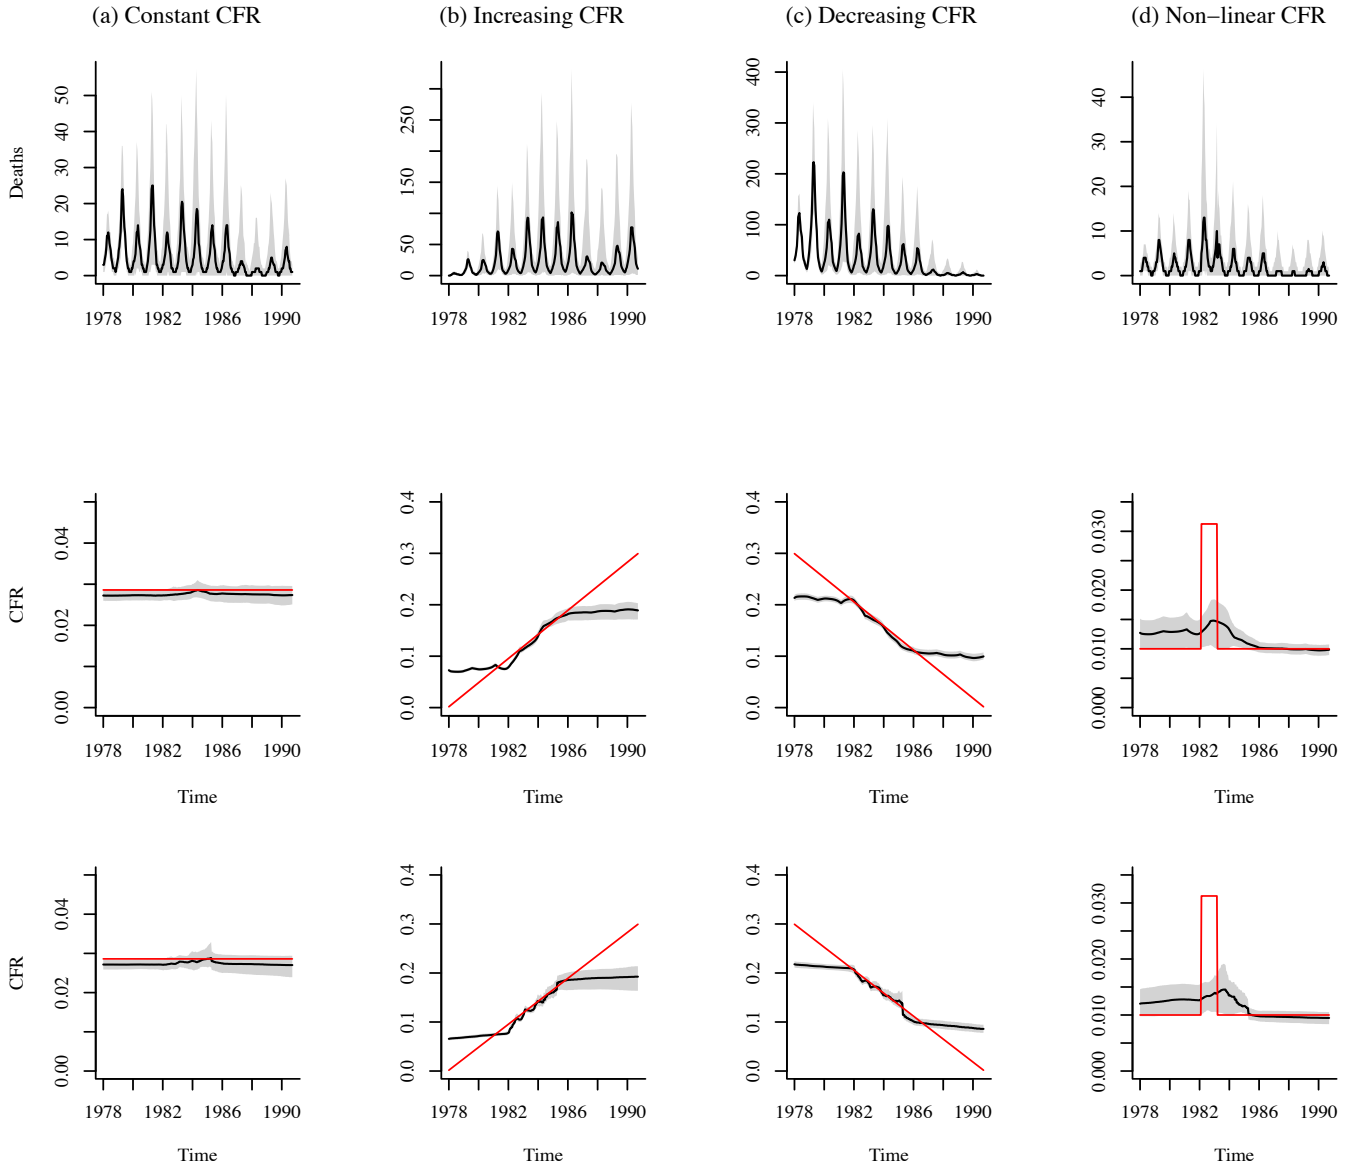 (a) Constant CFR (b) Increasing CFR (c) Decreasing CFR (d) Non−linear CFR
Deaths
0 10 20 30 40 50
1978 1982 1986 1990
0 50 150 250
1978 1982 1986 1990
0 100 200 300 400
1978 1982 1986 1990
0 10 20 30 40
1978 1982 1986 1990
CFR
0.00 0.02 0.04
1978 1982 1986 1990
Time
0.0 0.1 0.2 0.3 0.4
1978 1982 1986 1990
Time
0.0 0.1 0.2 0.3 0.4
1978 1982 1986 1990
Time
0.000 0.010 0.020 0.030
1978 1982 1986 1990
Time
CFR
0.00 0.02 0.04
1978 1982 1986 1990
Time
0.0 0.1 0.2 0.3 0.4
1978 1982 1986 1990
Time
0.0 0.1 0.2 0.3 0.4
1978 1982 1986 1990
Time
0.000 0.010 0.020 0.030
1978 1982 1986 1990
Time